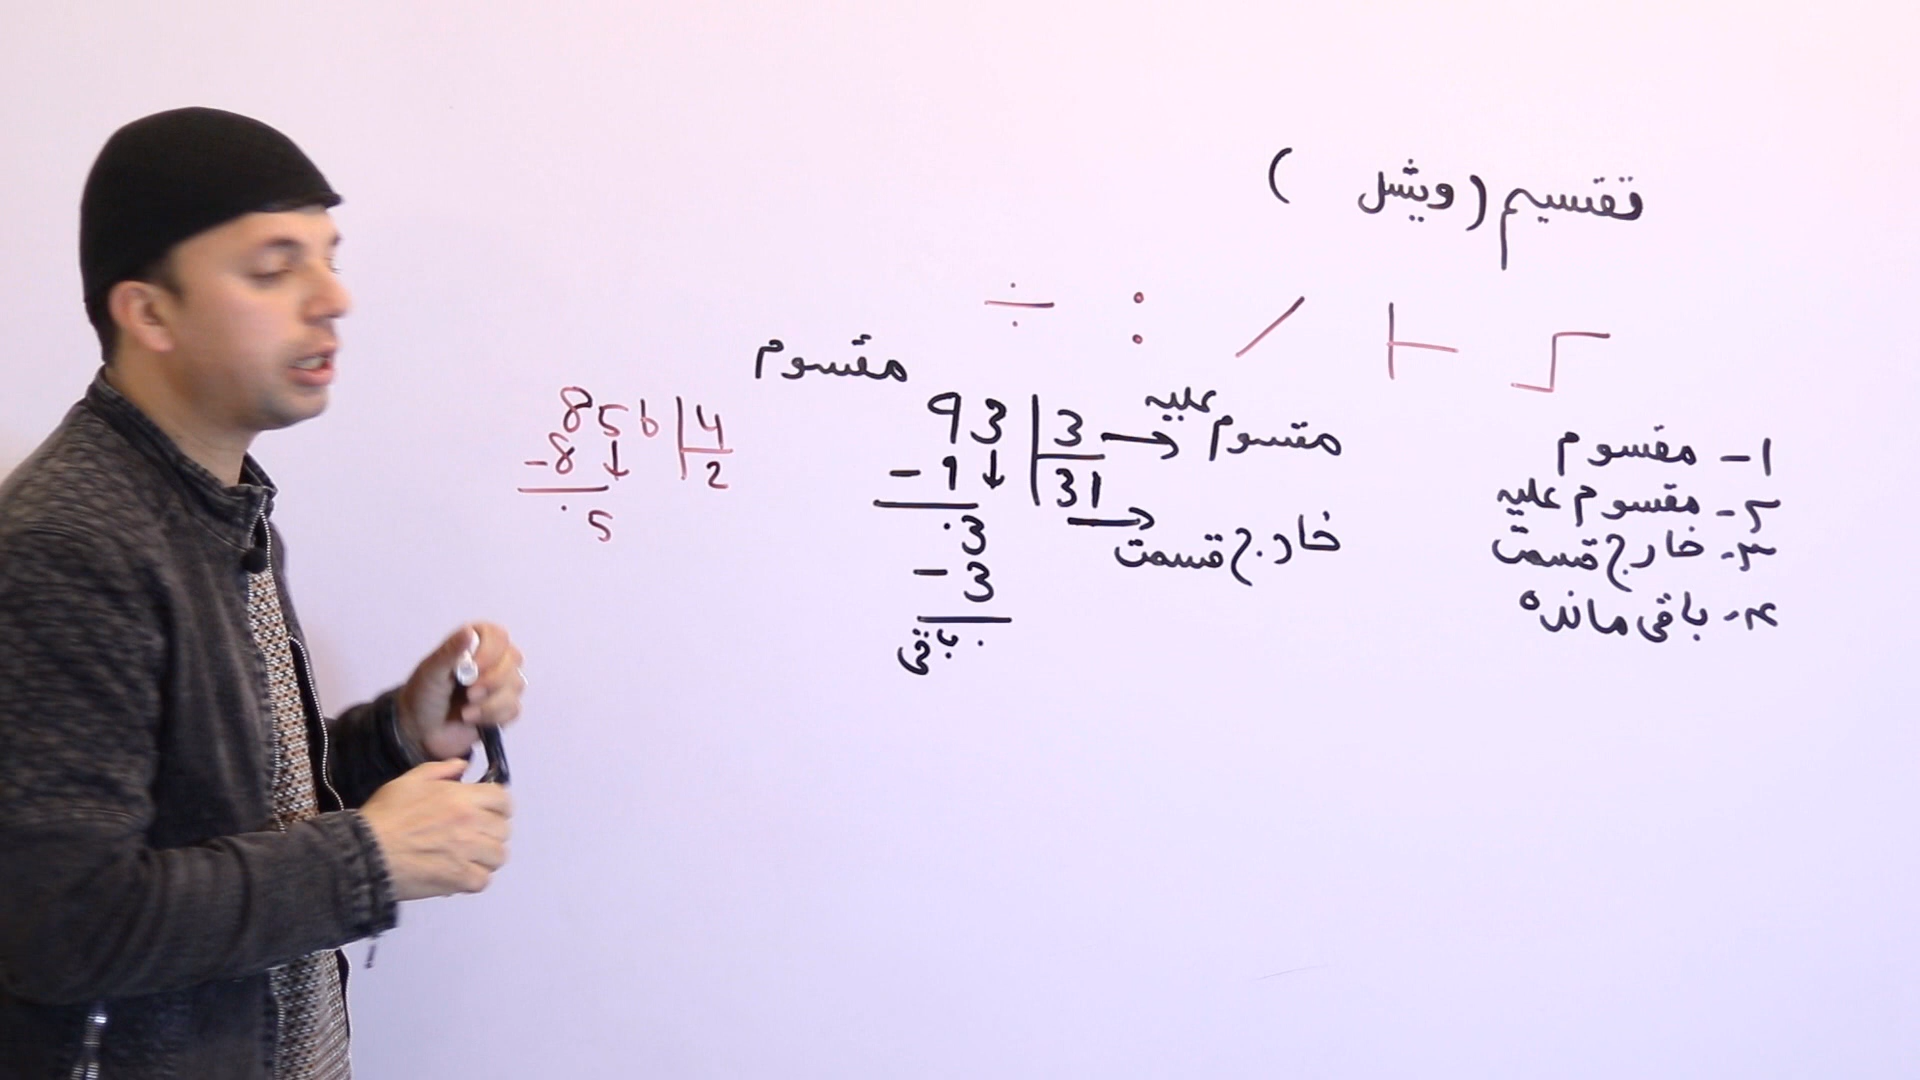 تقسیم (ویشل )
÷ : / ⊢ ـ
1- مقسوم
۲- مقسوم علیه
۳- خارج قسمت
۴- باقی مانده
مقسوم
93 | 3 → مقسوم علیه
- 9 ↓ 31 → خارج قسمت
.3
- 3
.
باقی
856 | 4
-8 ↓ 2
.5